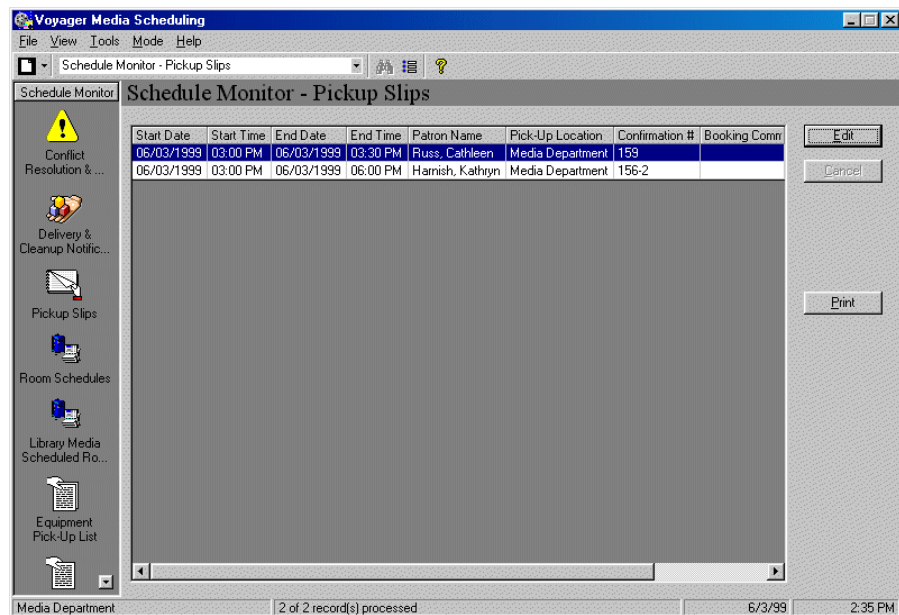 Voyager Media Scheduling
File View Tools Mode Help
Schedule Monitor - Pickup Slips
Schedule Monitor
Schedule Monitor - Pickup Slips
Start Date Start Time End Date End Time Patron Name Pick-Up Location Confirmation # Booking Comm
06/03/1999 03:00 PM 06/03/1999 03:30 PM Russ, Cathleen Media Department 159
06/03/1999 03:00 PM 06/03/1999 06:00 PM Harnish, Kathryn Media Department 156-2
Edit
Cancel
Print
Conflict
Resolution & ...
Delivery &
Cleanup Notific...
Pickup Slips
Room Schedules
Library Media
Scheduled Ro...
Equipment
Pick-Up List
Media Department 2 of 2 record(s) processed 6/3/99 2:35 PM